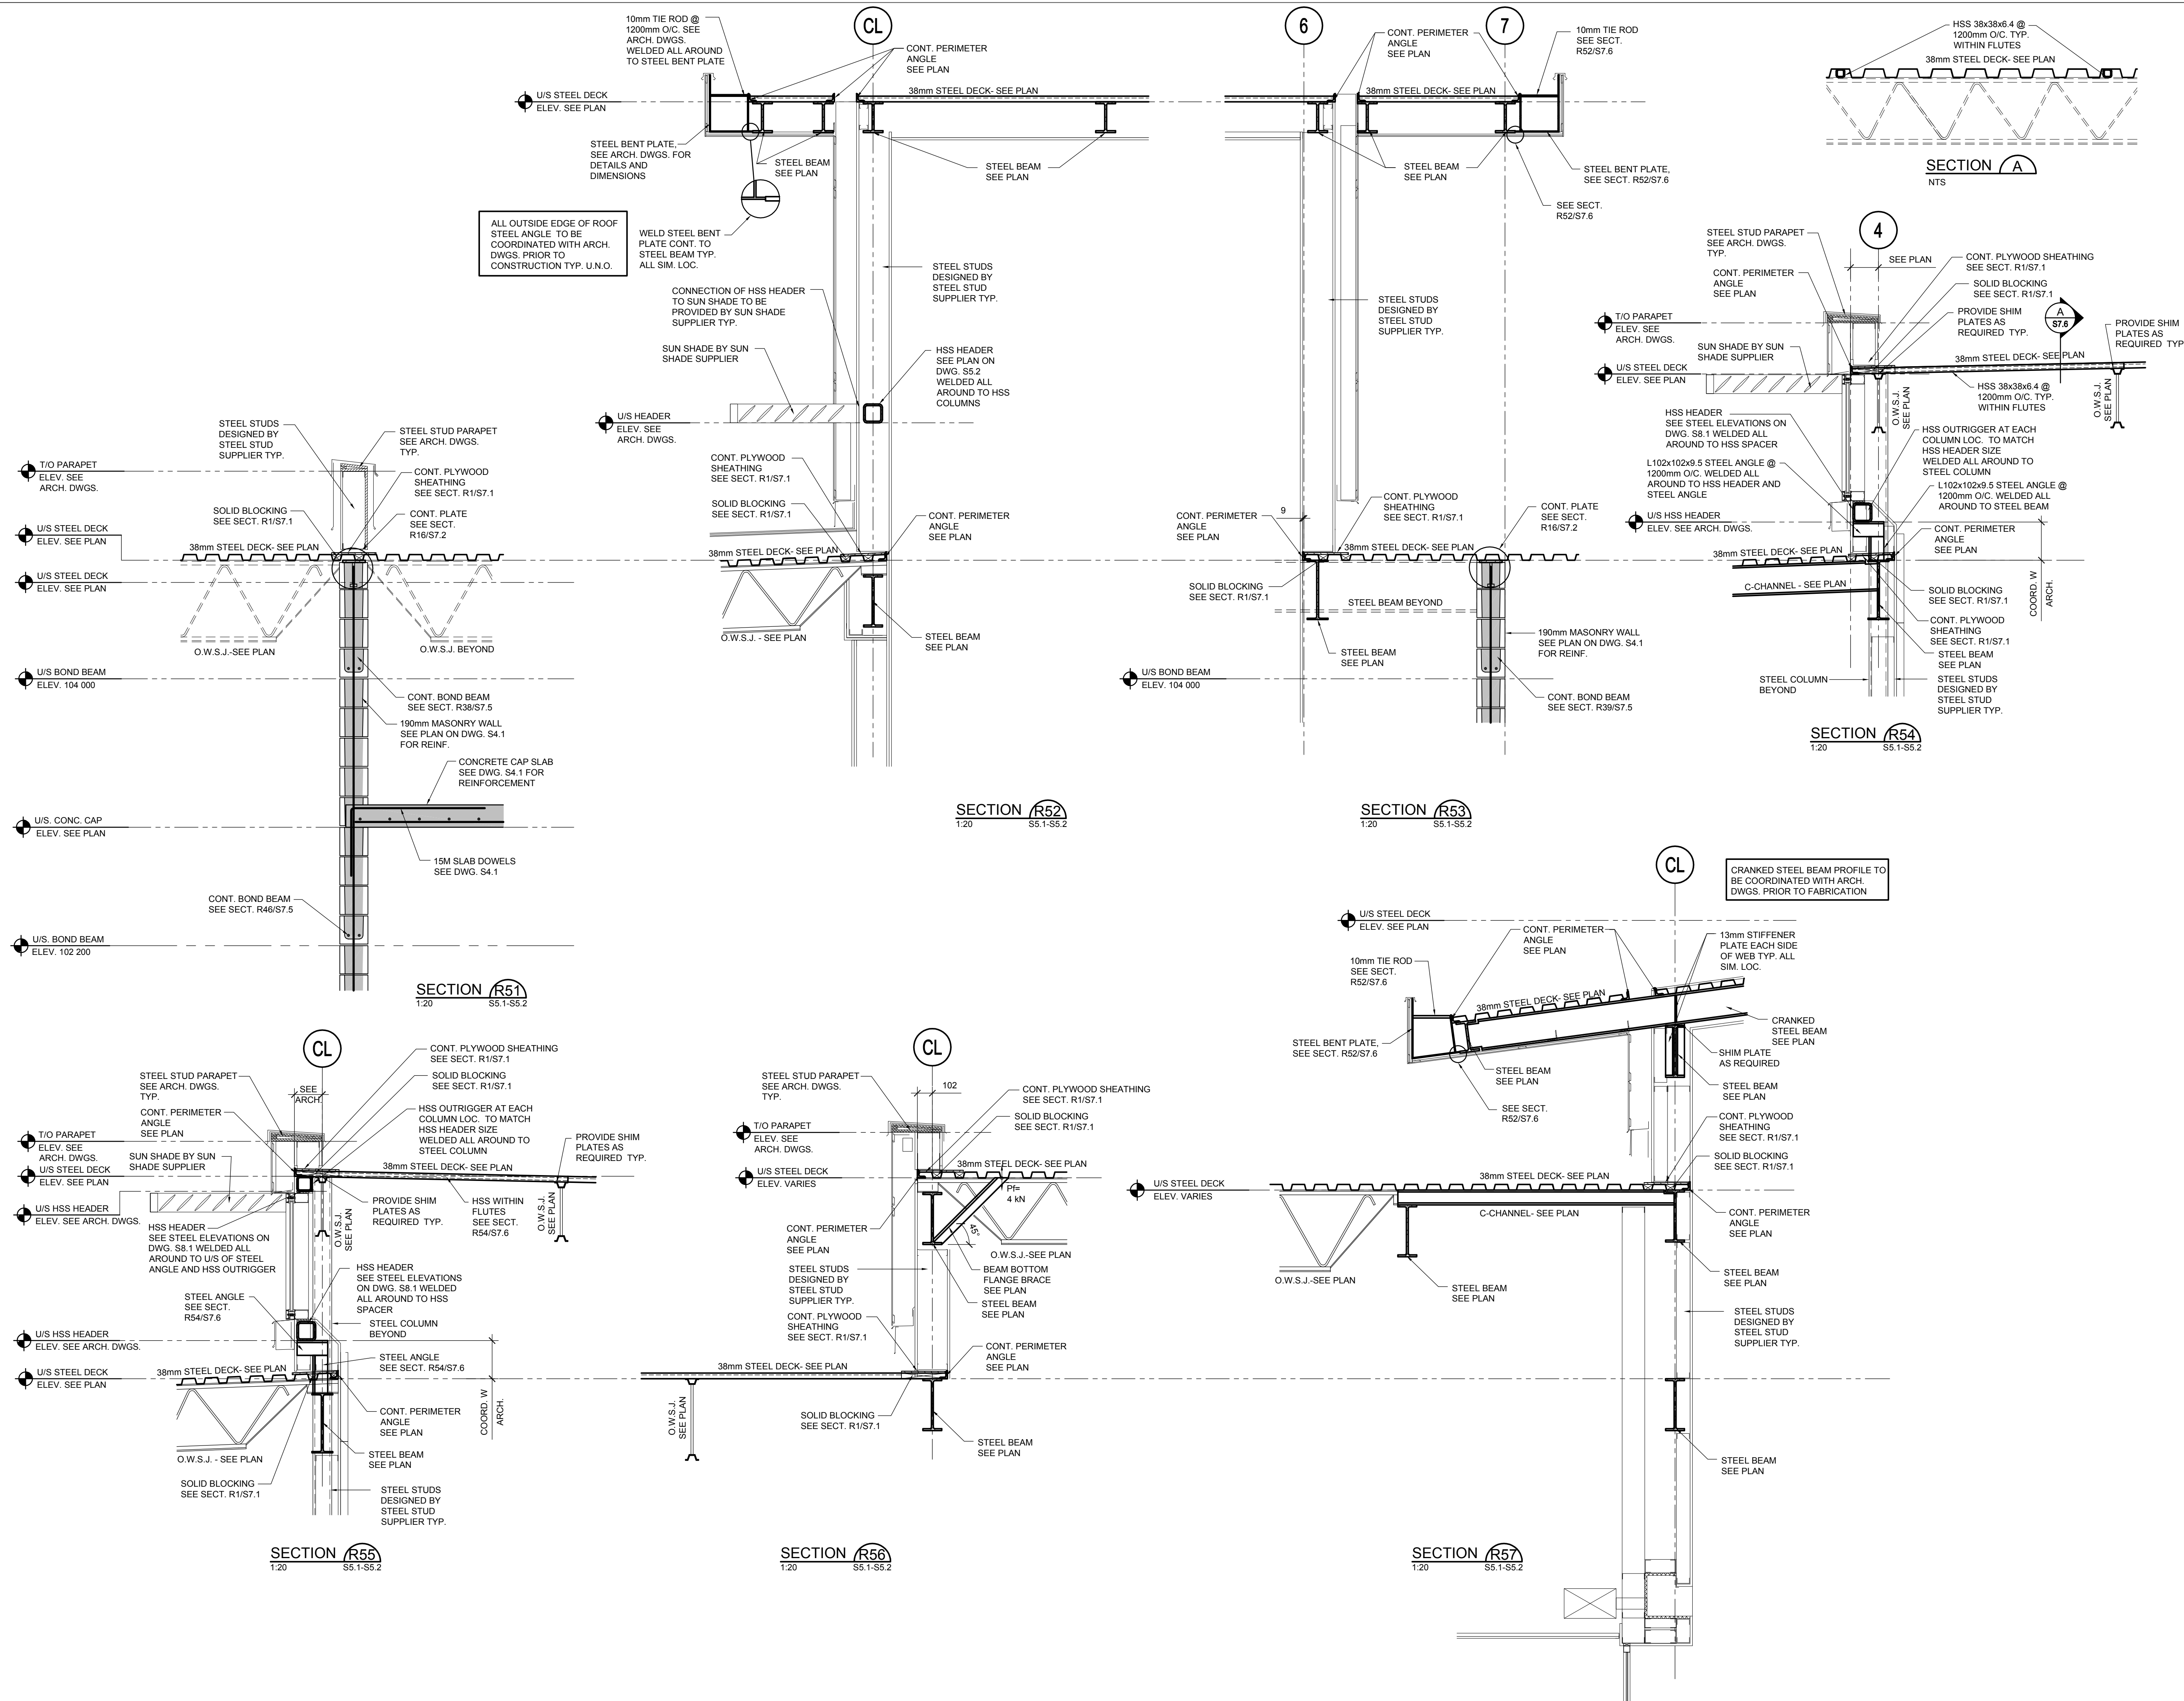 10mm TIE ROD @
1200mm O/C. SEE
ARCH. DWGS.
WELDED ALL AROUND
TO STEEL BENT PLATE
CL
CONT. PERIMETER
ANGLE
SEE PLAN
U/S STEEL DECK
ELEV. SEE PLAN
38mm STEEL DECK- SEE PLAN
STEEL BENT PLATE,
SEE ARCH. DWGS. FOR
DETAILS AND
DIMENSIONS
STEEL BEAM
SEE PLAN
STEEL BEAM
SEE PLAN
ALL OUTSIDE EDGE OF ROOF
STEEL ANGLE TO BE
COORDINATED WITH ARCH.
DWGS. PRIOR TO
CONSTRUCTION TYP. U.N.O.
WELD STEEL BENT
PLATE CONT. TO
STEEL BEAM TYP.
ALL SIM. LOC.
STEEL STUDS
DESIGNED BY
STEEL STUD
SUPPLIER TYP.
CONNECTION OF HSS HEADER
TO SUN SHADE TO BE
PROVIDED BY SUN SHADE
SUPPLIER TYP.
SUN SHADE BY SUN
SHADE SUPPLIER
HSS HEADER
SEE PLAN ON
DWG. S5.2
WELDED ALL
AROUND TO HSS
COLUMNS
U/S HEADER
ELEV. SEE
ARCH. DWGS.
CONT. PLYWOOD
SHEATHING
SEE SECT. R1/S7.1
SOLID BLOCKING
SEE SECT. R1/S7.1
CONT. PERIMETER
ANGLE
SEE PLAN
38mm STEEL DECK- SEE PLAN
O.W.S.J. - SEE PLAN
STEEL BEAM
SEE PLAN
SECTION R52
1:20 S5.1-S5.2
6
7
CONT. PERIMETER
ANGLE
SEE PLAN
10mm TIE ROD
SEE SECT.
R52/S7.6
38mm STEEL DECK- SEE PLAN
STEEL BEAM
SEE PLAN
STEEL BENT PLATE,
SEE SECT. R52/S7.6
SEE SECT.
R52/S7.6
STEEL STUDS
DESIGNED BY
STEEL STUD
SUPPLIER TYP.
9
CONT. PERIMETER
ANGLE
SEE PLAN
CONT. PLYWOOD
SHEATHING
SEE SECT. R1/S7.1
CONT. PLATE
SEE SECT.
R16/S7.2
38mm STEEL DECK- SEE PLAN
SOLID BLOCKING
SEE SECT. R1/S7.1
STEEL BEAM BEYOND
190mm MASONRY WALL
SEE PLAN ON DWG. S4.1
FOR REINF.
STEEL BEAM
SEE PLAN
U/S BOND BEAM
ELEV. 104 000
CONT. BOND BEAM
SEE SECT. R39/S7.5
SECTION R53
1:20 S5.1-S5.2
HSS 38x38x6.4 @
1200mm O/C. TYP.
WITHIN FLUTES
38mm STEEL DECK- SEE PLAN
SECTION A
NTS
4
STEEL STUD PARAPET
SEE ARCH. DWGS.
TYP.
SEE PLAN
CONT. PLYWOOD SHEATHING
SEE SECT. R1/S7.1
CONT. PERIMETER
ANGLE
SEE PLAN
SOLID BLOCKING
SEE SECT. R1/S7.1
PROVIDE SHIM
PLATES AS
REQUIRED TYP.
A
S7.6
PROVIDE SHIM
PLATES AS
REQUIRED TYP
T/O PARAPET
ELEV. SEE
ARCH. DWGS.
SUN SHADE BY SUN
SHADE SUPPLIER
38mm STEEL DECK- SEE PLAN
U/S STEEL DECK
ELEV. SEE PLAN
HSS 38x38x6.4 @
1200mm O/C. TYP.
WITHIN FLUTES
O.W.S.J.
SEE PLAN
O.W.S.J.
SEE PLAN
HSS HEADER
SEE STEEL ELEVATIONS ON
DWG. S8.1 WELDED ALL
AROUND TO HSS SPACER
HSS OUTRIGGER AT EACH
COLUMN LOC. TO MATCH
HSS HEADER SIZE
WELDED ALL AROUND TO
STEEL COLUMN
L102x102x9.5 STEEL ANGLE @
1200mm O/C. WELDED ALL
AROUND TO HSS HEADER AND
STEEL ANGLE
L102x102x9.5 STEEL ANGLE @
1200mm O/C. WELDED ALL
AROUND TO STEEL BEAM
U/S HSS HEADER
ELEV. SEE ARCH. DWGS.
CONT. PERIMETER
ANGLE
SEE PLAN
38mm STEEL DECK- SEE PLAN
C-CHANNEL - SEE PLAN
SOLID BLOCKING
SEE SECT. R1/S7.1
COORD. W
ARCH.
CONT. PLYWOOD
SHEATHING
SEE SECT. R1/S7.1
STEEL BEAM
SEE PLAN
STEEL COLUMN
BEYOND
STEEL STUDS
DESIGNED BY
STEEL STUD
SUPPLIER TYP.
SECTION R54
1:20 S5.1-S5.2
STEEL STUDS
DESIGNED BY
STEEL STUD
SUPPLIER TYP.
STEEL STUD PARAPET
SEE ARCH. DWGS.
TYP.
T/O PARAPET
ELEV. SEE
ARCH. DWGS.
CONT. PLYWOOD
SHEATHING
SEE SECT. R1/S7.1
SOLID BLOCKING
SEE SECT. R1/S7.1
CONT. PLATE
SEE SECT.
R16/S7.2
U/S STEEL DECK
ELEV. SEE PLAN
38mm STEEL DECK- SEE PLAN
U/S STEEL DECK
ELEV. SEE PLAN
O.W.S.J.-SEE PLAN
O.W.S.J. BEYOND
U/S BOND BEAM
ELEV. 104 000
CONT. BOND BEAM
SEE SECT. R38/S7.5
190mm MASONRY WALL
SEE PLAN ON DWG. S4.1
FOR REINF.
CONCRETE CAP SLAB
SEE DWG. S4.1 FOR
REINFORCEMENT
U/S. CONC. CAP
ELEV. SEE PLAN
15M SLAB DOWELS
SEE DWG. S4.1
CONT. BOND BEAM
SEE SECT. R46/S7.5
U/S. BOND BEAM
ELEV. 102 200
SECTION R51
1:20 S5.1-S5.2
CL
STEEL STUD PARAPET
SEE ARCH. DWGS.
TYP.
SEE
ARCH.
CONT. PLYWOOD SHEATHING
SEE SECT. R1/S7.1
SOLID BLOCKING
SEE SECT. R1/S7.1
CONT. PERIMETER
ANGLE
SEE PLAN
HSS OUTRIGGER AT EACH
COLUMN LOC. TO MATCH
HSS HEADER SIZE
WELDED ALL AROUND TO
STEEL COLUMN
PROVIDE SHIM
PLATES AS
REQUIRED TYP.
T/O PARAPET
ELEV. SEE
ARCH. DWGS.
SUN SHADE BY SUN
SHADE SUPPLIER
U/S STEEL DECK
ELEV. SEE PLAN
38mm STEEL DECK- SEE PLAN
U/S HSS HEADER
ELEV. SEE ARCH. DWGS.
PROVIDE SHIM
PLATES AS
REQUIRED TYP.
HSS WITHIN
FLUTES
SEE SECT.
R54/S7.6
O.W.S.J.
SEE PLAN
O.W.S.J.
SEE PLAN
HSS HEADER
SEE STEEL ELEVATIONS ON
DWG. S8.1 WELDED ALL
AROUND TO U/S OF STEEL
ANGLE AND HSS OUTRIGGER
HSS HEADER
SEE STEEL ELEVATIONS
ON DWG. S8.1 WELDED
ALL AROUND TO HSS
SPACER
STEEL ANGLE
SEE SECT.
R54/S7.6
STEEL COLUMN
BEYOND
U/S HSS HEADER
ELEV. SEE ARCH. DWGS.
STEEL ANGLE
SEE SECT. R54/S7.6
U/S STEEL DECK
ELEV. SEE PLAN
38mm STEEL DECK- SEE PLAN
COORD. W
ARCH.
CONT. PERIMETER
ANGLE
SEE PLAN
O.W.S.J. - SEE PLAN
STEEL BEAM
SEE PLAN
SOLID BLOCKING
SEE SECT. R1/S7.1
STEEL STUDS
DESIGNED BY
STEEL STUD
SUPPLIER TYP.
SECTION R55
1:20 S5.1-S5.2
CL
STEEL STUD PARAPET
SEE ARCH. DWGS.
TYP.
102
CONT. PLYWOOD SHEATHING
SEE SECT. R1/S7.1
SOLID BLOCKING
SEE SECT. R1/S7.1
T/O PARAPET
ELEV. SEE
ARCH. DWGS.
38mm STEEL DECK- SEE PLAN
U/S STEEL DECK
ELEV. VARIES
Pf=
4 kN
45°
CONT. PERIMETER
ANGLE
SEE PLAN
O.W.S.J.-SEE PLAN
STEEL STUDS
DESIGNED BY
STEEL STUD
SUPPLIER TYP.
BEAM BOTTOM
FLANGE BRACE
SEE PLAN
STEEL BEAM
SEE PLAN
CONT. PLYWOOD
SHEATHING
SEE SECT. R1/S7.1
CONT. PERIMETER
ANGLE
SEE PLAN
38mm STEEL DECK- SEE PLAN
O.W.S.J.
SEE PLAN
SOLID BLOCKING
SEE SECT. R1/S7.1
STEEL BEAM
SEE PLAN
SECTION R56
1:20 S5.1-S5.2
CL
CRANKED STEEL BEAM PROFILE TO
BE COORDINATED WITH ARCH.
DWGS. PRIOR TO FABRICATION
U/S STEEL DECK
ELEV. SEE PLAN
CONT. PERIMETER
ANGLE
SEE PLAN
13mm STIFFENER
PLATE EACH SIDE
OF WEB TYP. ALL
SIM. LOC.
10mm TIE ROD
SEE SECT.
R52/S7.6
38mm STEEL DECK- SEE PLAN
CRANKED
STEEL BEAM
SEE PLAN
STEEL BENT PLATE,
SEE SECT. R52/S7.6
SHIM PLATE
AS REQUIRED
STEEL BEAM
SEE PLAN
STEEL BEAM
SEE PLAN
SEE SECT.
R52/S7.6
CONT. PLYWOOD
SHEATHING
SEE SECT. R1/S7.1
SOLID BLOCKING
SEE SECT. R1/S7.1
38mm STEEL DECK- SEE PLAN
U/S STEEL DECK
ELEV. VARIES
C-CHANNEL- SEE PLAN
CONT. PERIMETER
ANGLE
SEE PLAN
O.W.S.J.-SEE PLAN
STEEL BEAM
SEE PLAN
STEEL BEAM
SEE PLAN
STEEL STUDS
DESIGNED BY
STEEL STUD
SUPPLIER TYP.
STEEL BEAM
SEE PLAN
SECTION R57
1:20 S5.1-S5.2